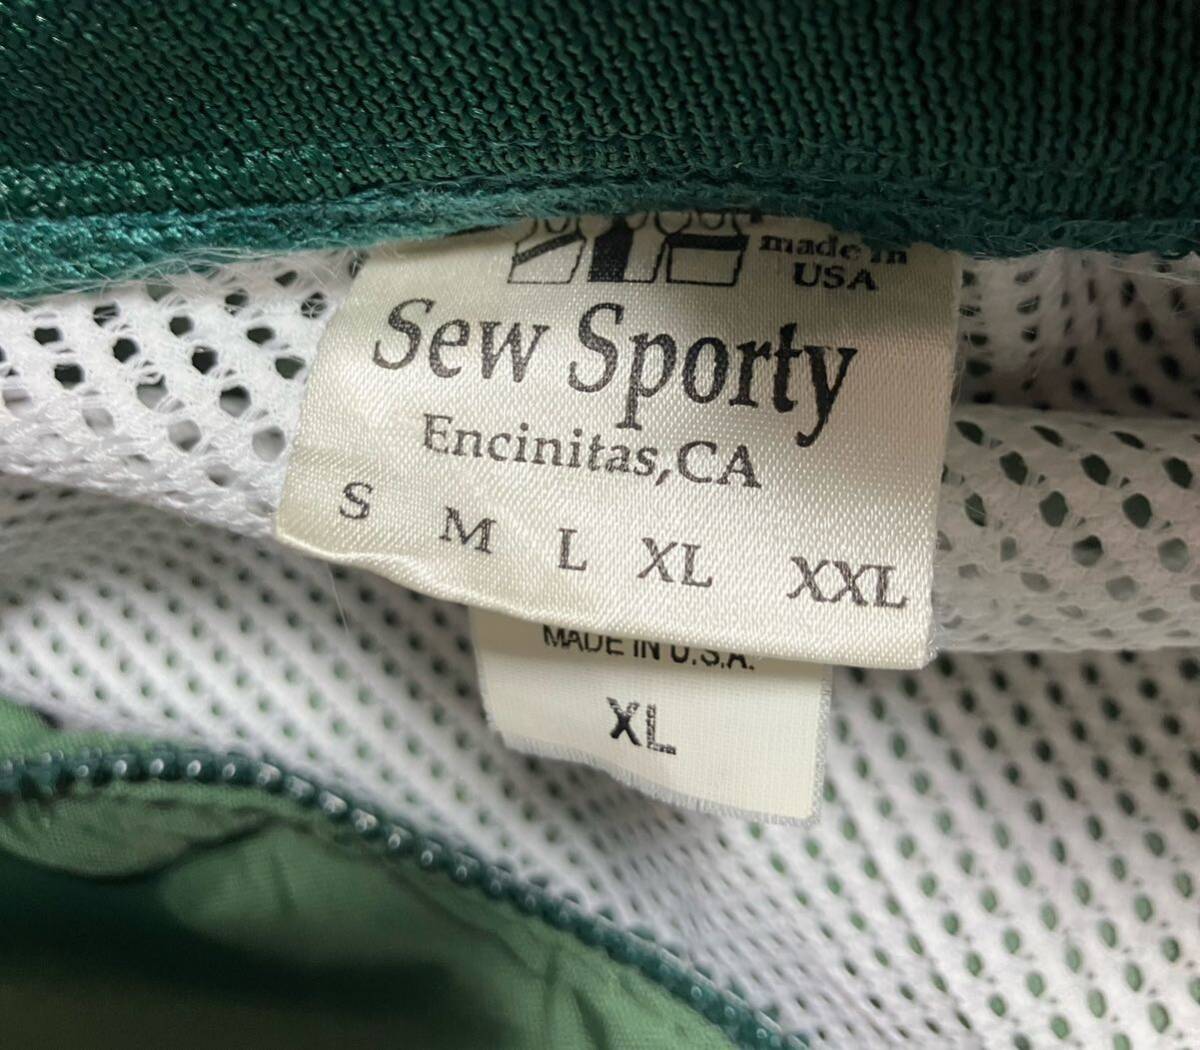 made in
USA
Sew Sporty
Encinitas,CA
S M L XL XXL
MADE IN U.S.A.
XL